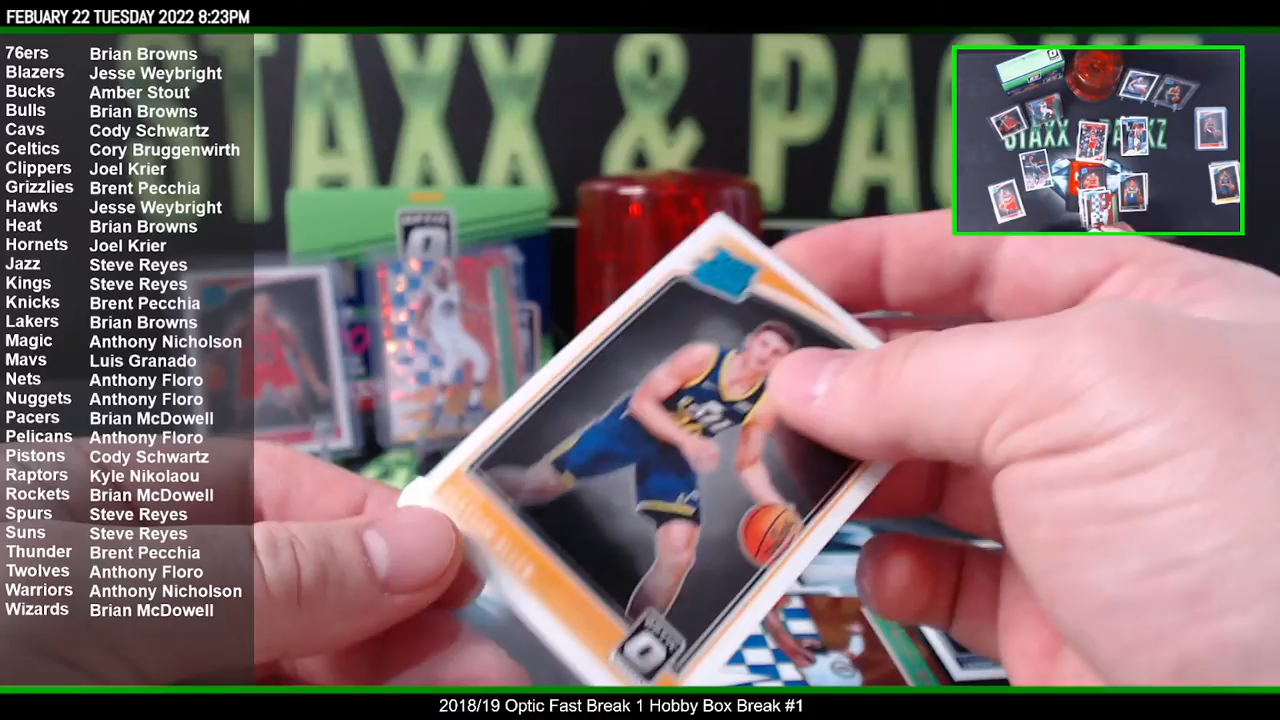 FEBUARY 22 TUESDAY 2022 8:23PM
STAXX & PACK
76ers Brian Browns
Blazers Jesse Weybright
Bucks Amber Stout
Bulls Brian Browns
Cavs Cody Schwartz
Celtics Cory Bruggenwirth
Clippers Joel Krier
Grizzlies Brent Pecchia
Hawks Jesse Weybright
Heat Brian Browns
Hornets Joel Krier
Jazz Steve Reyes
Kings Steve Reyes
Knicks Brent Pecchia
Lakers Brian Browns
Magic Anthony Nicholson
Mavs Luis Granado
Nets Anthony Floro
Nuggets Anthony Floro
Pacers Brian McDowell
Pelicans Anthony Floro
Pistons Cody Schwartz
Raptors Kyle Nikolaou
Rockets Brian McDowell
Spurs Steve Reyes
Suns Steve Reyes
Thunder Brent Pecchia
Twolves Anthony Floro
Warriors Anthony Nicholson
Wizards Brian McDowell
STAXX PACKZ
OPTIC
2018/19 Optic Fast Break 1 Hobby Box Break #1